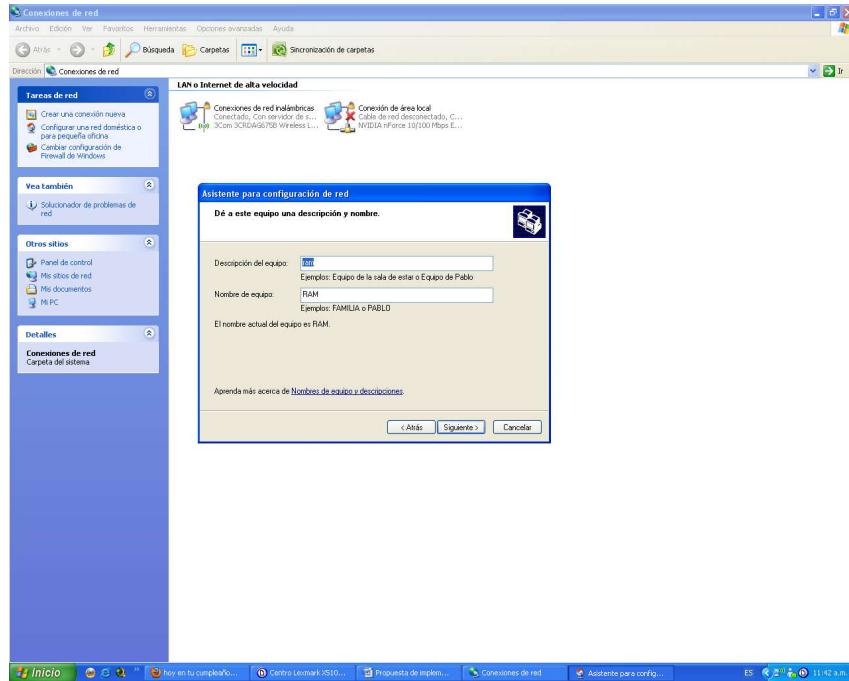 Conexiones de red
Archivo Edición Ver Favoritos Herramientas Opciones avanzadas Ayuda
Atrás Búsqueda Carpetas Sincronización de carpetas
Dirección Conexiones de red Ir
LAN o Internet de alta velocidad
Tareas de red
Crear una conexión nueva
Configurar una red doméstica o
para pequeña oficina
Cambiar configuración de
Firewall de Windows
Conexiones de red inalámbricas
Conectado, Con servidor de s...
3Com 3CRDAG675B Wireless L...
Conexión de área local
Cable de red desconectado, C...
NVIDIA nForce 10/100 Mbps E...
Vea también
Solucionador de problemas de
red
Otros sitios
Panel de control
Mis sitios de red
Mis documentos
Mi PC
Detalles
Conexiones de red
Carpeta del sistema
Asistente para configuración de red
Dé a este equipo una descripción y nombre.
Descripción del equipo: ram
Ejemplos: Equipo de la sala de estar o Equipo de Pablo
Nombre de equipo: RAM
Ejemplos: FAMILIA o PABLO
El nombre actual del equipo es RAM.
Aprenda más acerca de Nombres de equipo y descripciones.
< Atrás Siguiente > Cancelar
Inicio hoy en tu cumpleaño... Centro Lexmark X510... Propuesta de implem... Conexiones de red Asistente para config... ES 11:42 a.m.